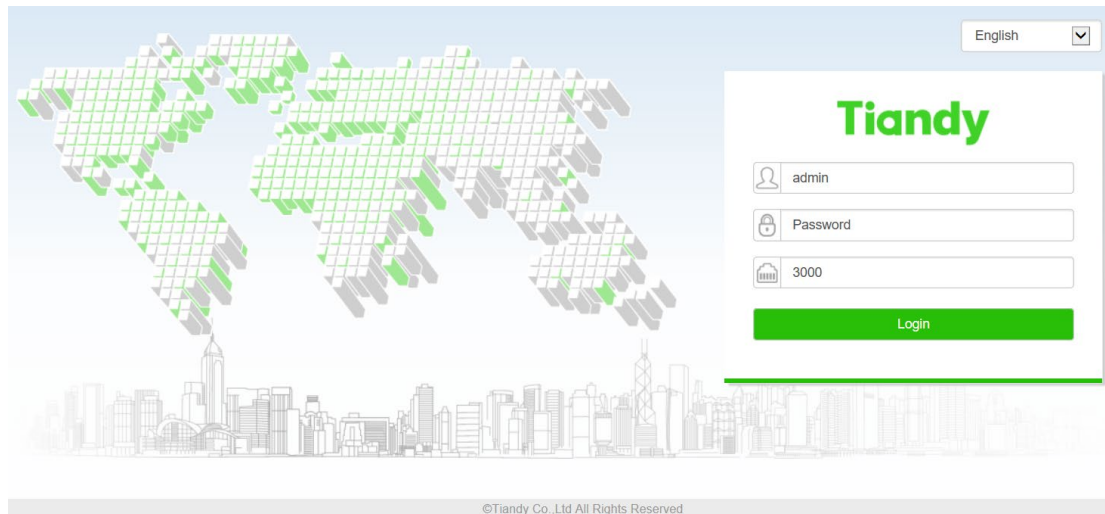 English
Tiandy
admin
Password
3000
Login
©Tiandy Co.,Ltd All Rights Reserved